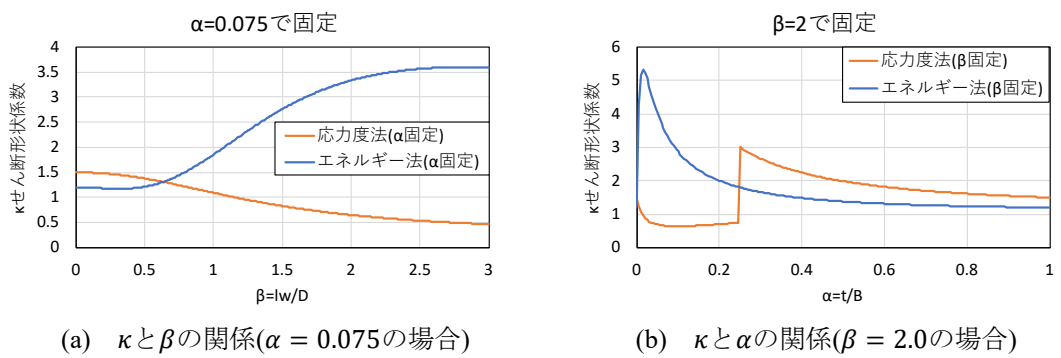 α=0.075で固定
4
3.5
3
2.5
2
1.5
1
0.5
0
κせん断形状係数
応力度法(α固定)
エネルギー法(α固定)
0 0.5 1 1.5 2 2.5 3
β=lw/D
(a) κとβの関係(α = 0.075の場合)
β=2で固定
6
5
4
3
2
1
0
κせん断形状係数
応力度法(β固定)
エネルギー法(β固定)
0 0.2 0.4 0.6 0.8 1
α=t/B
(b) κとαの関係(β = 2.0の場合)